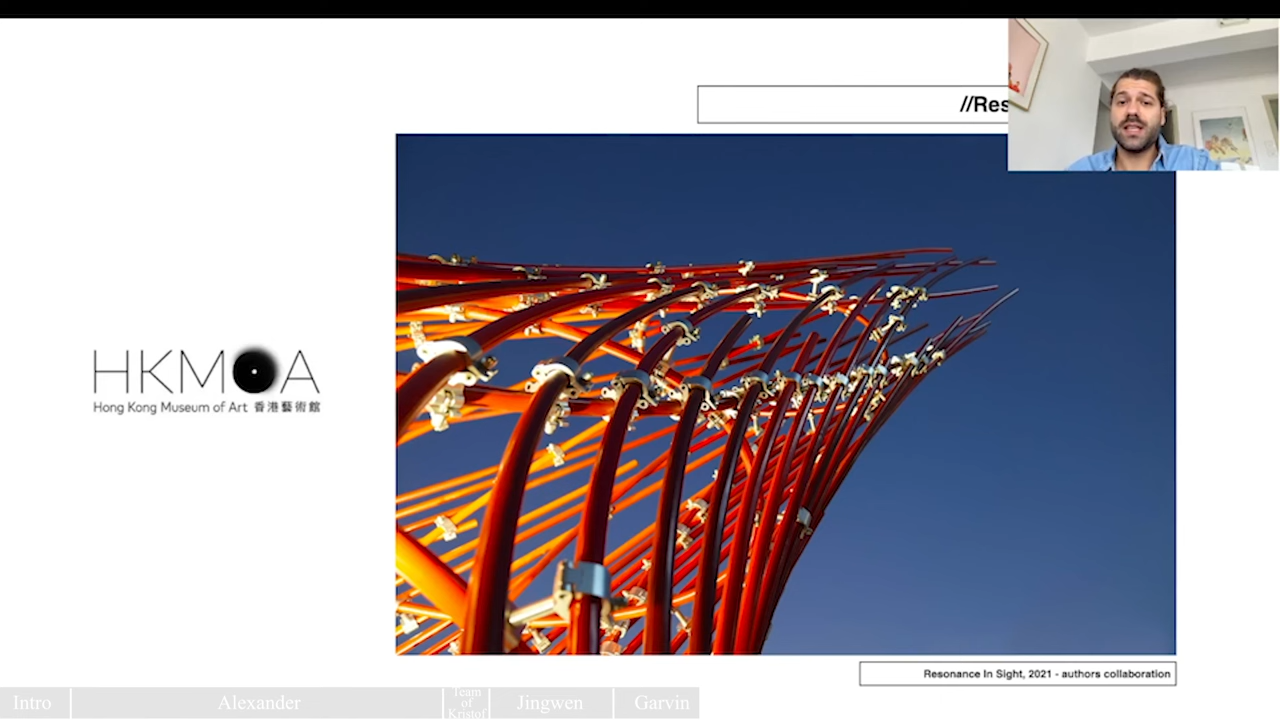 //Res
HKMOA
Hong Kong Museum of Art 香港藝術館
Resonance In Sight, 2021 - authors collaboration
Intro
Alexander
Team
of
Kristof
Jingwen
Garvin